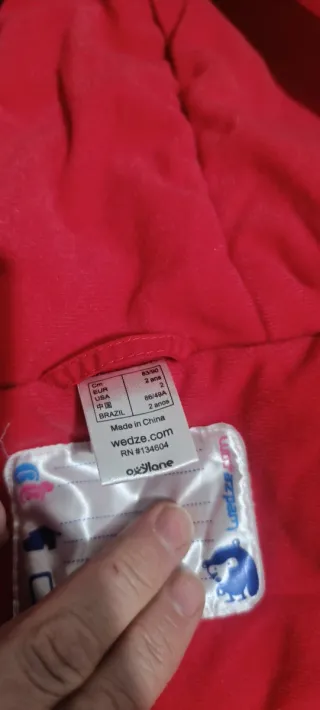 Cm 83/90
EUR 2 ans
USA 2
中国 86/48A
BRAZIL 2 anos
Made in China
wedze.com
RN #134604
oxylane
wedze.com